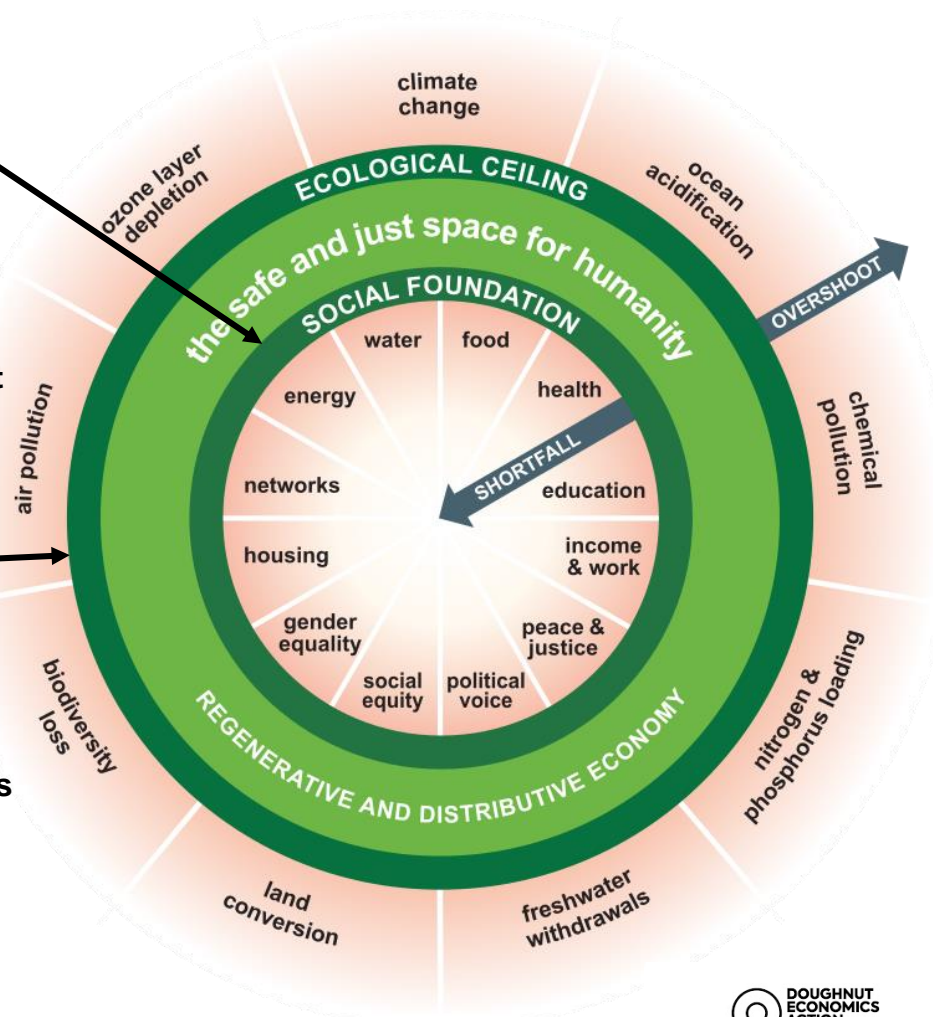 climate
change
ozone layer
depletion
ocean
acidification
ECOLOGICAL CEILING
the safe and just space for humanity
SOCIAL FOUNDATION
OVERSHOOT
water
food
energy
health
air pollution
chemical
pollution
SHORTFALL
networks
education
housing
income
& work
gender
equality
peace &
justice
social
equity
political
voice
biodiversity
loss
nitrogen &
phosphorus loading
REGENERATIVE AND DISTRIBUTIVE ECONOMY
land
conversion
freshwater
withdrawals
DOUGHNUT
ECONOMICS